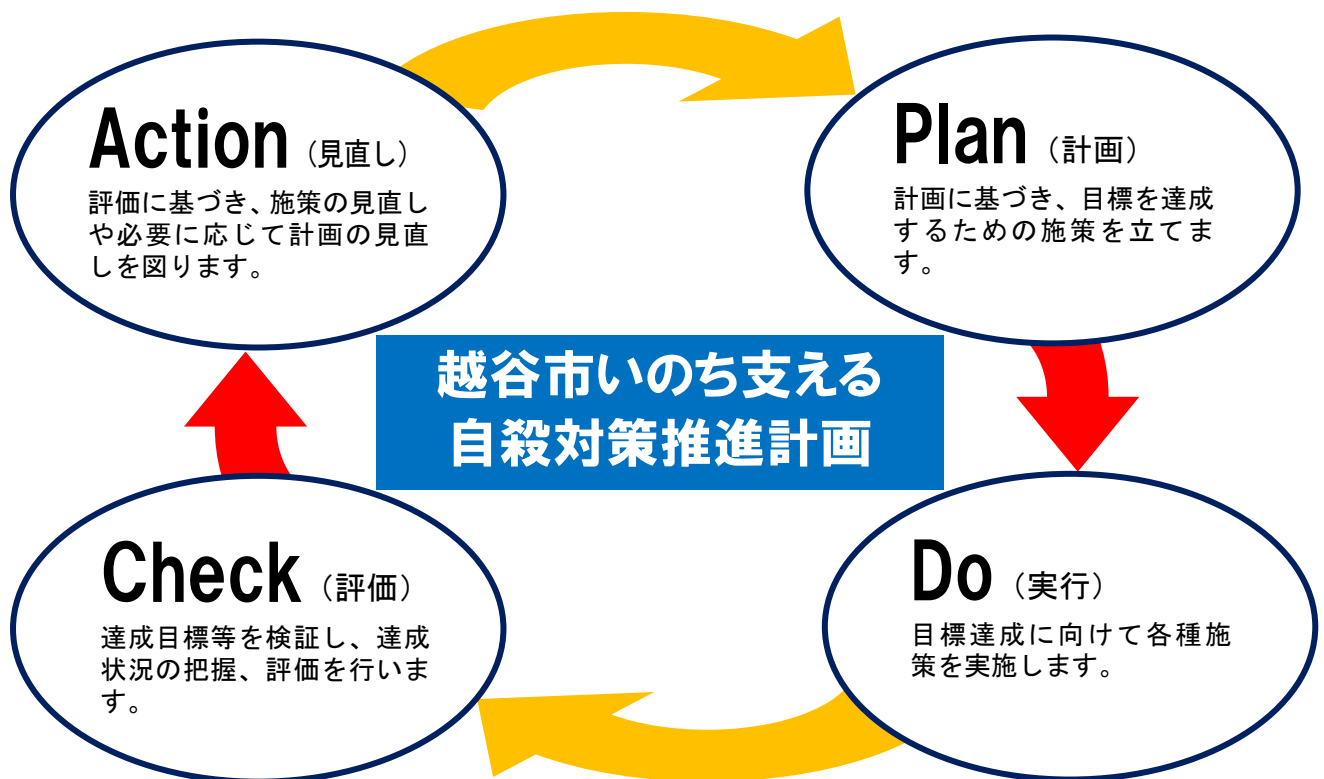 Action (見直し)
評価に基づき、施策の見直し
や必要に応じて計画の見直
しを図ります。
Plan (計画)
計画に基づき、目標を達成
するための施策を立てま
す。
越谷市いのち支える
自殺対策推進計画
Check (評価)
達成目標等を検証し、達成
状況の把握、評価を行いま
す。
Do (実行)
目標達成に向けて各種施
策を実施します。